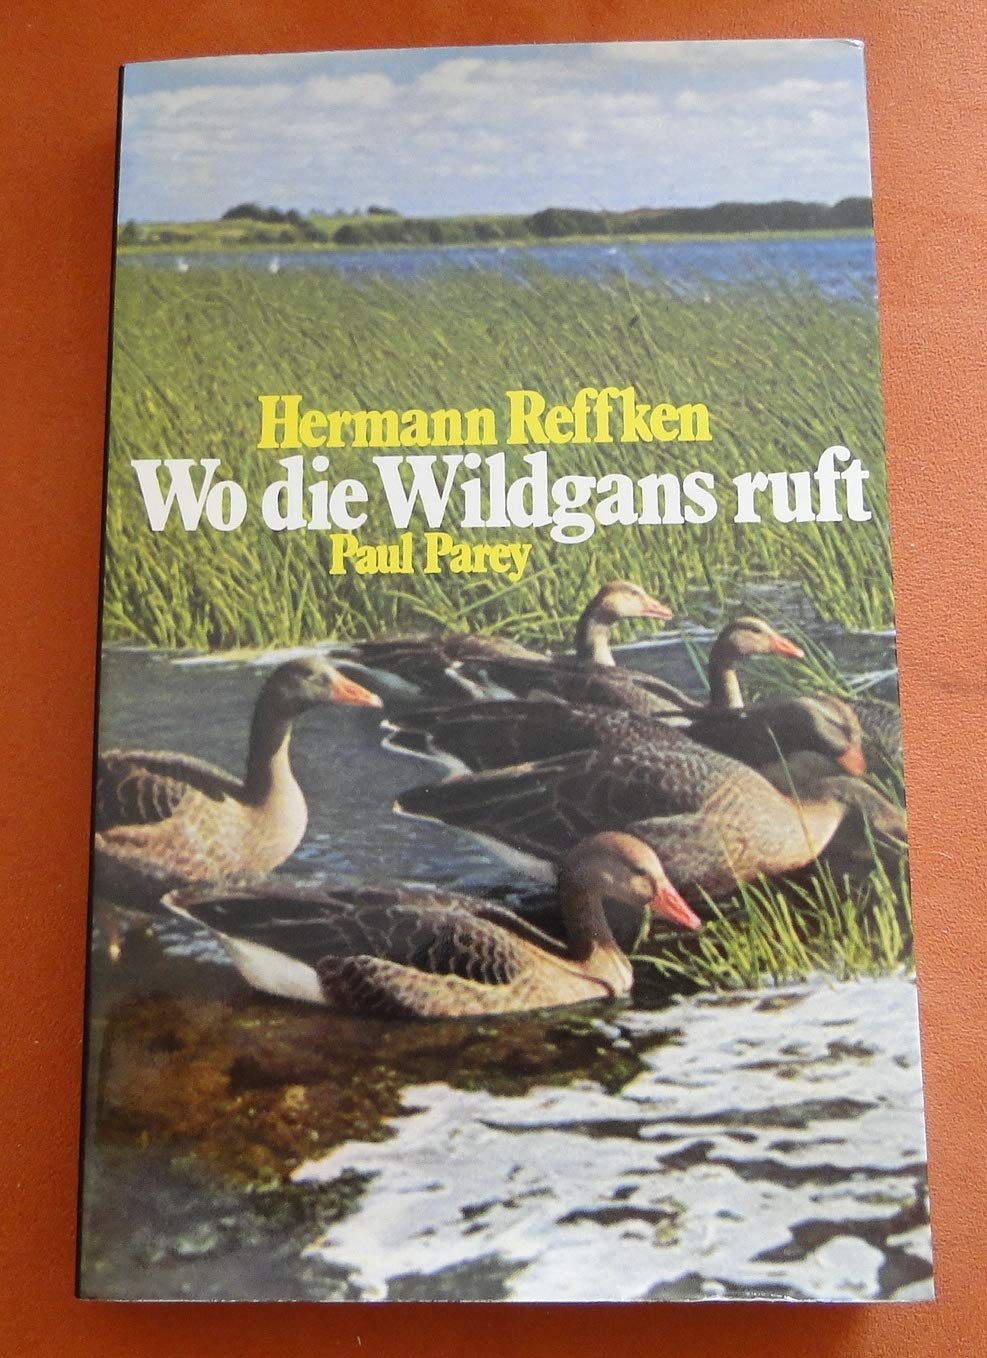 Hermann Reffken
Wo die Wildgans ruft
Paul Parey